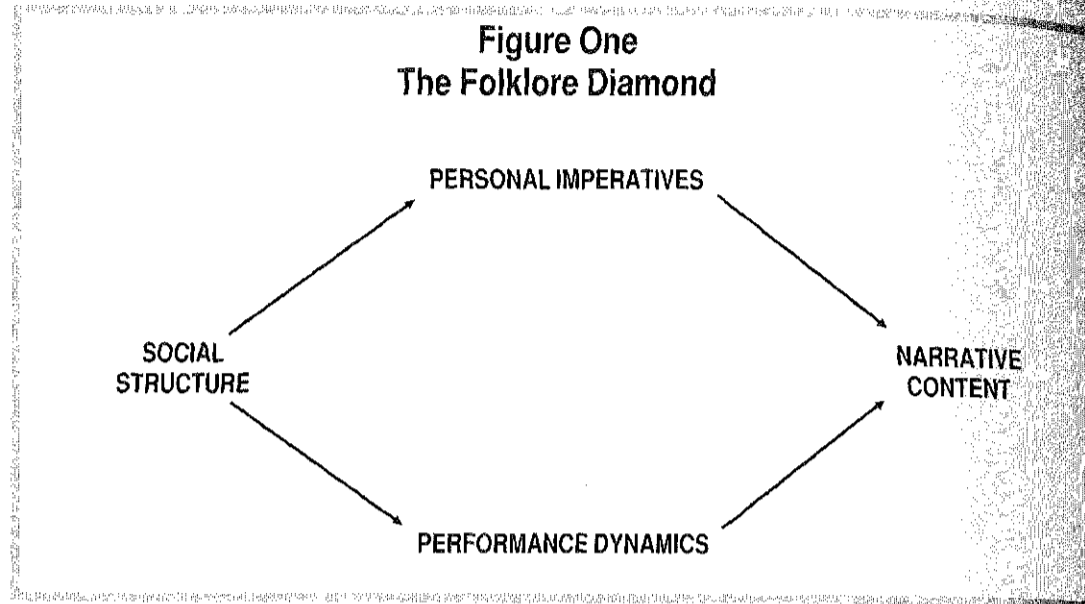 Figure One
The Folklore Diamond
PERSONAL IMPERATIVES
SOCIAL
STRUCTURE
NARRATIVE
CONTENT
PERFORMANCE DYNAMICS